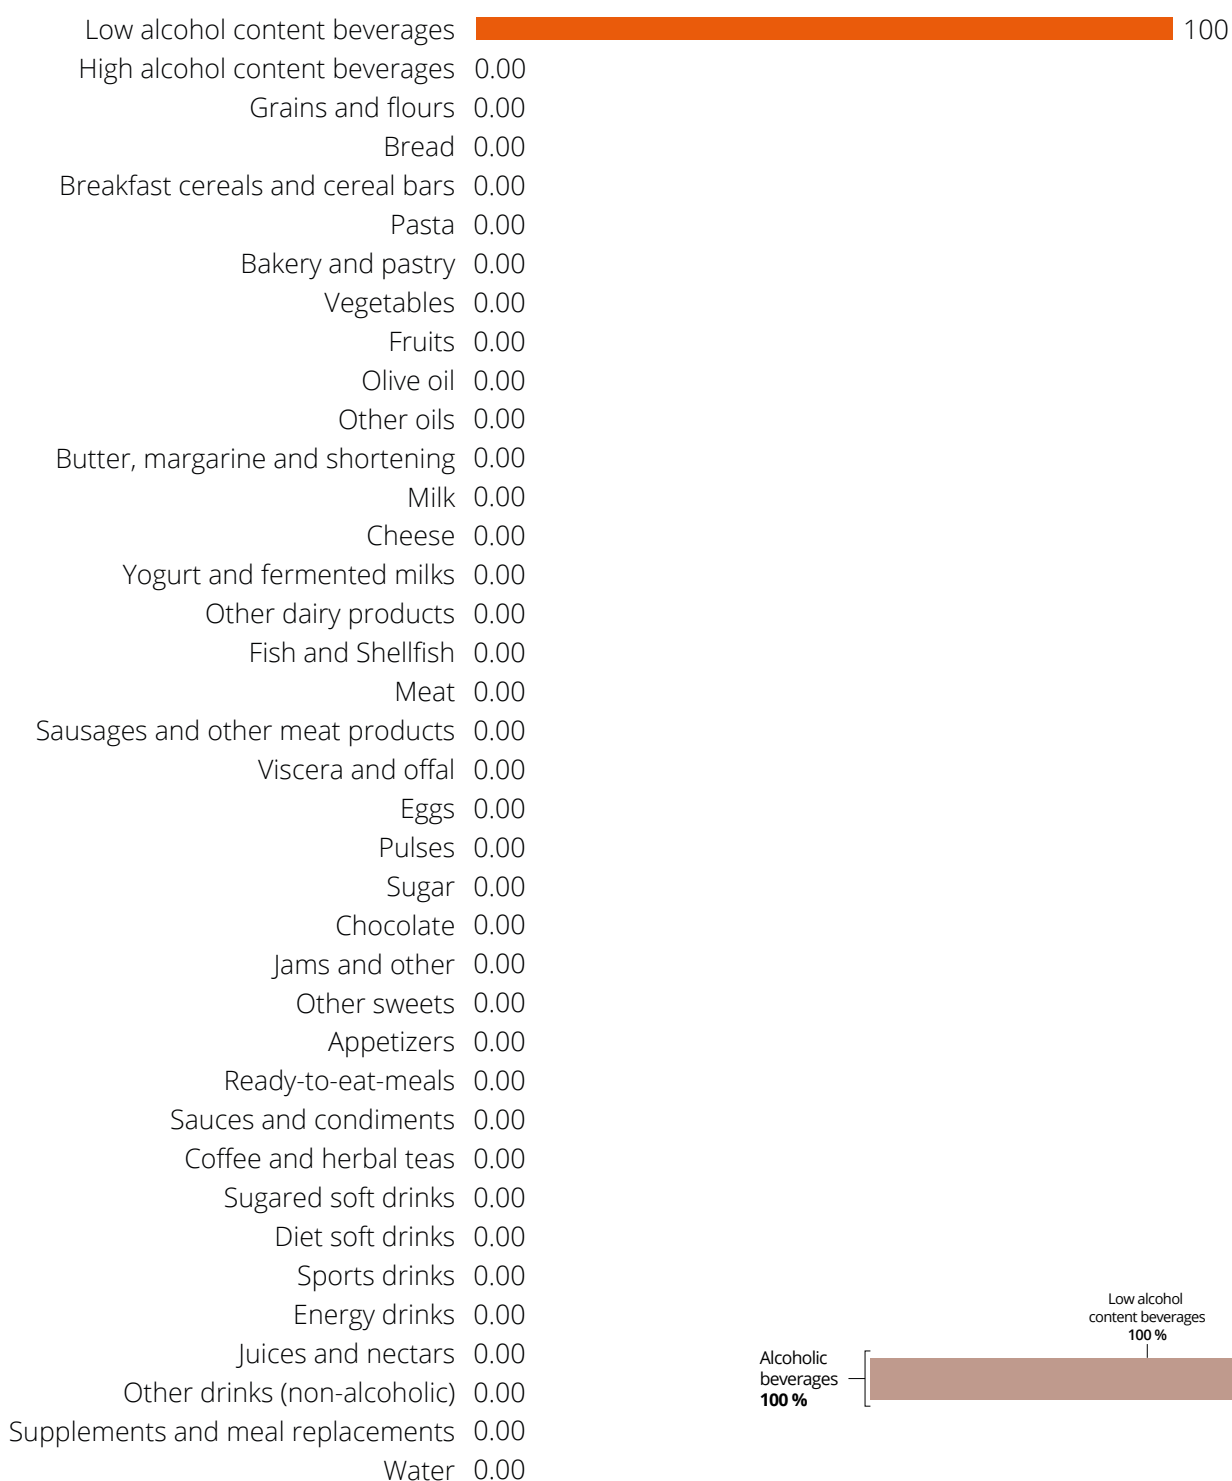 Low alcohol content beverages 100
High alcohol content beverages 0.00
Grains and flours 0.00
Bread 0.00
Breakfast cereals and cereal bars 0.00
Pasta 0.00
Bakery and pastry 0.00
Vegetables 0.00
Fruits 0.00
Olive oil 0.00
Other oils 0.00
Butter, margarine and shortening 0.00
Milk 0.00
Cheese 0.00
Yogurt and fermented milks 0.00
Other dairy products 0.00
Fish and Shellfish 0.00
Meat 0.00
Sausages and other meat products 0.00
Viscera and offal 0.00
Eggs 0.00
Pulses 0.00
Sugar 0.00
Chocolate 0.00
Jams and other 0.00
Other sweets 0.00
Appetizers 0.00
Ready-to-eat-meals 0.00
Sauces and condiments 0.00
Coffee and herbal teas 0.00
Sugared soft drinks 0.00
Diet soft drinks 0.00
Sports drinks 0.00
Energy drinks 0.00
Juices and nectars 0.00
Other drinks (non-alcoholic) 0.00
Supplements and meal replacements 0.00
Water 0.00
Low alcohol
content beverages
100 %
Alcoholic
beverages
100 %